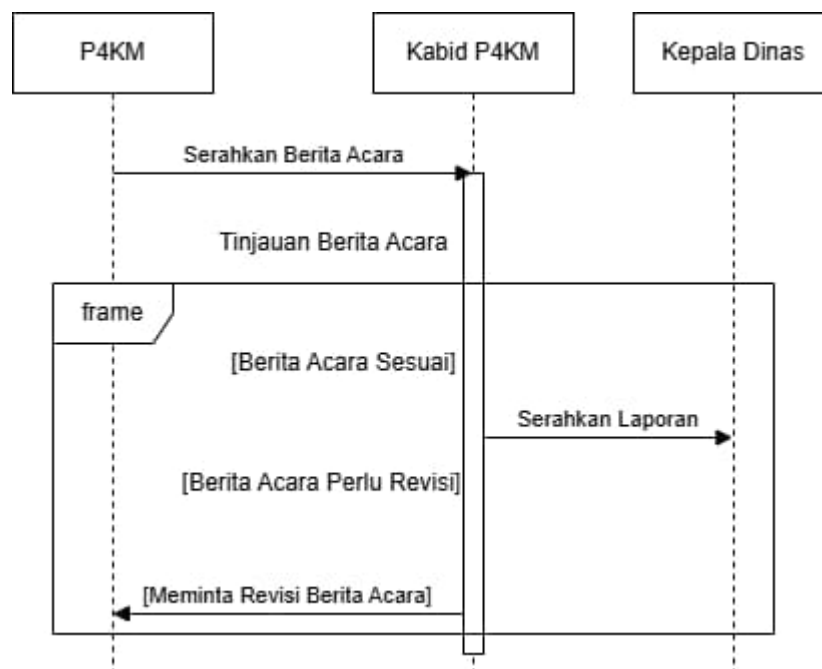 P4KM
Kabid P4KM
Kepala Dinas
Serahkan Berita Acara
Tinjauan Berita Acara
frame
[Berita Acara Sesuai]
Serahkan Laporan
[Berita Acara Perlu Revisi]
[Meminta Revisi Berita Acara]